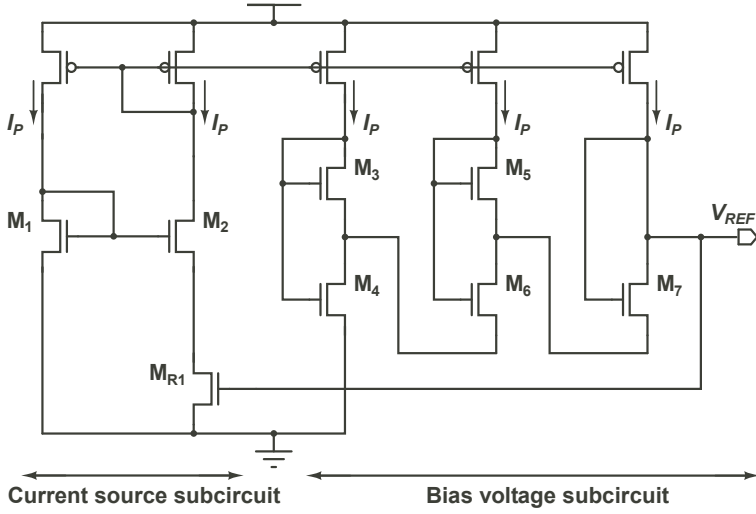 I_P I_P I_P I_P I_P
M_3 M_5
M_1 M_2 V_REF
M_4 M_6 M_7
M_R1
Current source subcircuit Bias voltage subcircuit